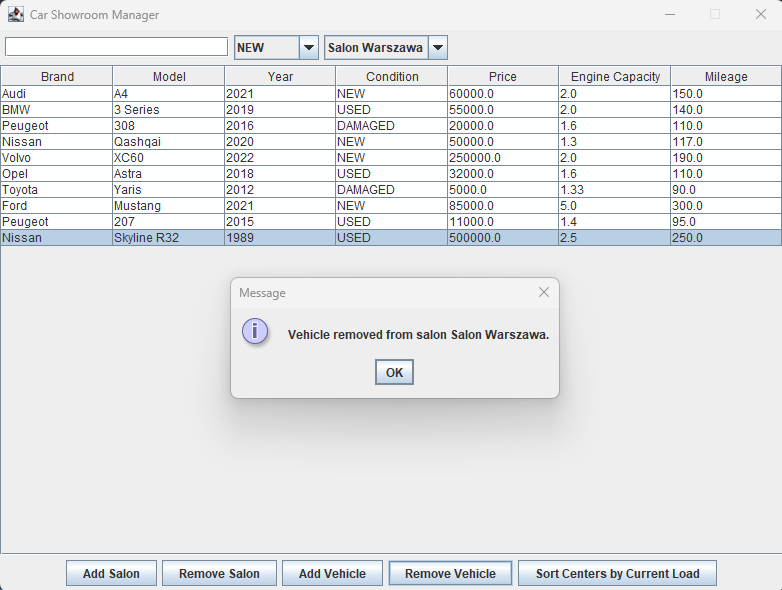 Car Showroom Manager
NEW Salon Warszawa
Brand Model Year Condition Price Engine Capacity Mileage
Audi A4 2021 NEW 60000.0 2.0 150.0
BMW 3 Series 2019 USED 55000.0 2.0 140.0
Peugeot 308 2016 DAMAGED 20000.0 1.6 110.0
Nissan Qashqai 2020 NEW 50000.0 1.3 117.0
Volvo XC60 2022 NEW 250000.0 2.0 190.0
Opel Astra 2018 USED 32000.0 1.6 110.0
Toyota Yaris 2012 DAMAGED 5000.0 1.33 90.0
Ford Mustang 2021 NEW 85000.0 5.0 300.0
Peugeot 207 2015 USED 11000.0 1.4 95.0
Nissan Skyline R32 1989 USED 500000.0 2.5 250.0
Message
i
Vehicle removed from salon Salon Warszawa.
OK
Add Salon Remove Salon Add Vehicle Remove Vehicle Sort Centers by Current Load